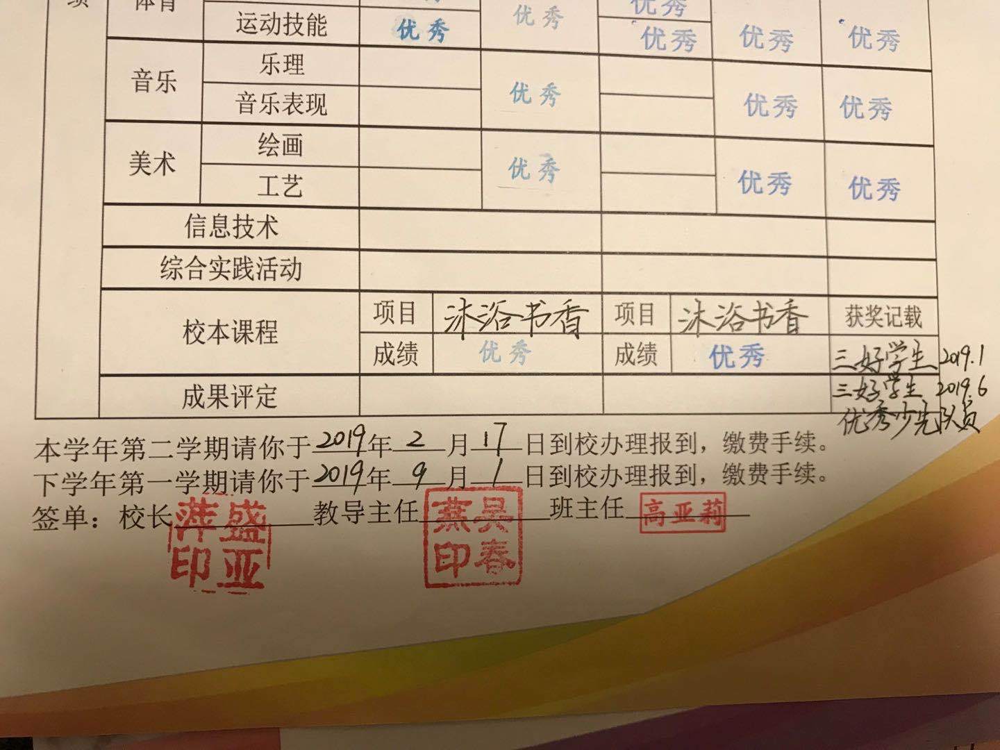 体育
优秀
运动技能 优秀 优秀 优秀 优秀 优秀
音乐 乐理
音乐表现 优秀 优秀 优秀
美术 绘画
工艺 优秀 优秀 优秀
信息技术
综合实践活动
校本课程 项目 沐浴书香 项目 沐浴书香 获奖记载
成绩 优秀 成绩 优秀 三好学生 2019.1
成果评定 三好学生 2019.6
优秀少先队员
本学年第二学期请你于2019年2月17日到校办理报到，缴费手续。
下学年第一学期请你于2019年9月1日到校办理报到，缴费手续。
签单：校长 盛亚萍印 教导主任 吴春燕印 班主任 高亚莉